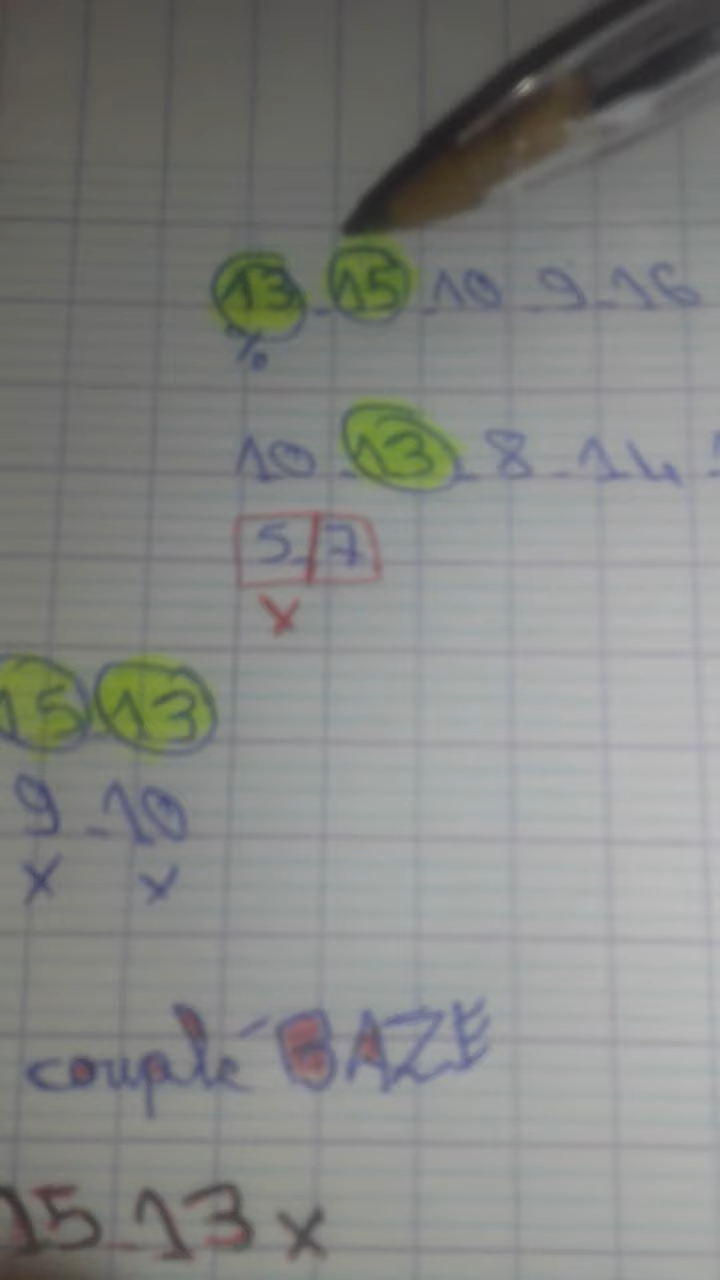 13 - 15 - 10 - 9 - 16
%
10 - 13 - 8 - 14
5 - 7
x
15 13
9 - 10
x x
couplé BAZE
15 - 13 x